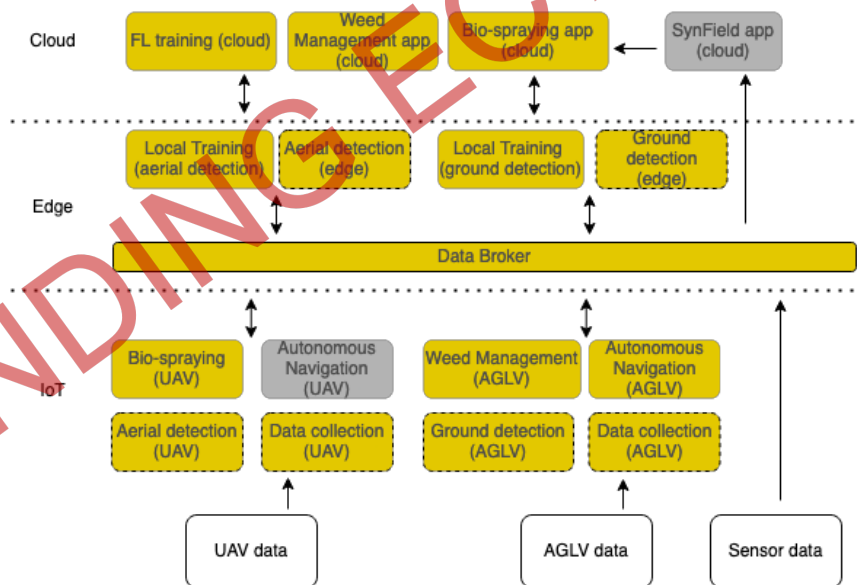 Cloud
FL training (cloud)
Weed
Management app
(cloud)
Bio-spraying app
(cloud)
SynField app
(cloud)
Edge
Local Training
(aerial detection)
Aerial detection
(edge)
Local Training
(ground detection)
Ground
detection
(edge)
Data Broker
IoT
Bio-spraying
(UAV)
Autonomous
Navigation
(UAV)
Weed Management
(AGLV)
Autonomous
Navigation
(AGLV)
Aerial detection
(UAV)
Data collection
(UAV)
Ground detection
(AGLV)
Data collection
(AGLV)
UAV data
AGLV data
Sensor data
NDING EC